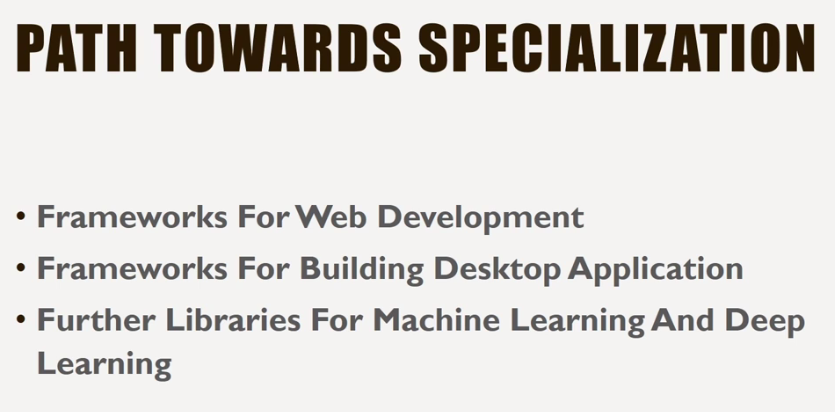 PATH TOWARDS SPECIALIZATION
• Frameworks For Web Development
• Frameworks For Building Desktop Application
• Further Libraries For Machine Learning And Deep
Learning